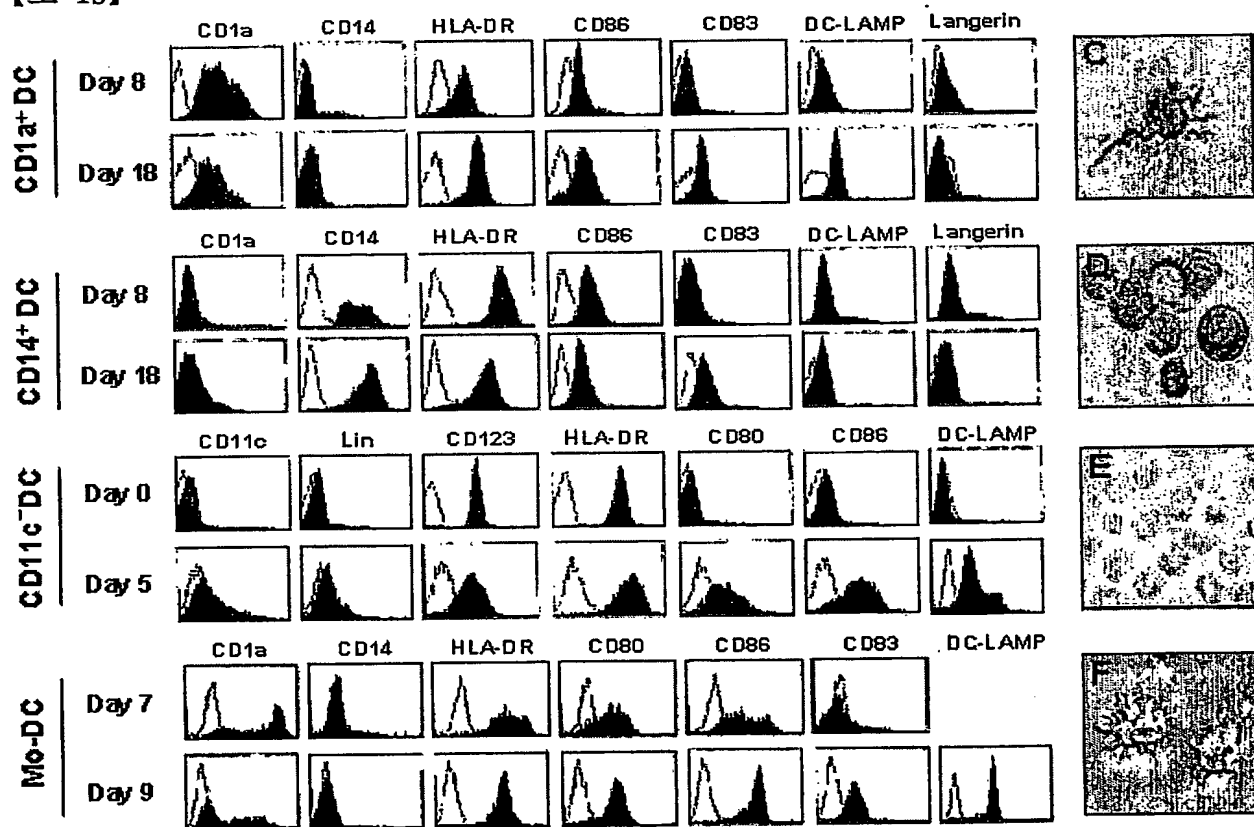 CD1a CD14 HLA-DR CD86 CD83 DC-LAMP Langerin
CD1a⁺DC
Day 8
Day 18
C
CD1a CD14 HLA-DR CD86 CD83 DC-LAMP Langerin
CD14⁺DC
Day 8
Day 18
D
CD11c Lin CD123 HLA-DR CD80 CD86 DC-LAMP
CD11c⁻DC
Day 0
Day 5
E
CD1a CD14 HLA-DR CD80 CD86 CD83 DC-LAMP
Mo-DC
Day 7
Day 9
F